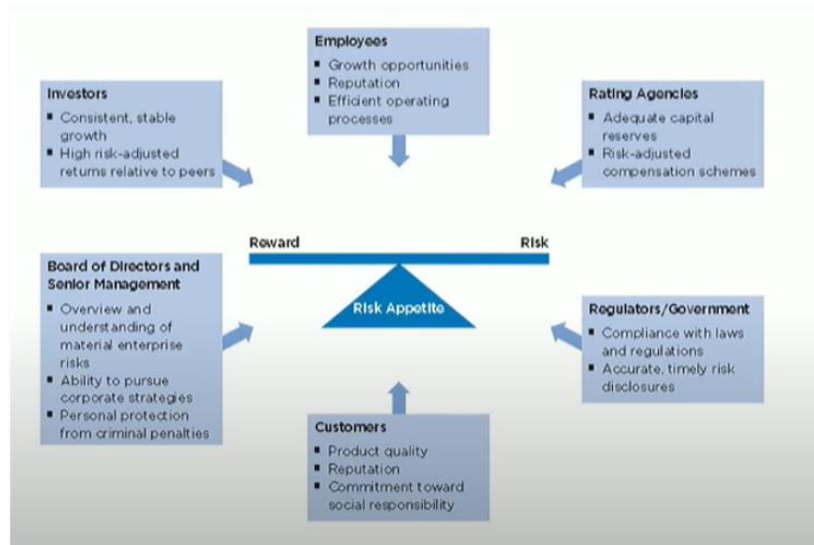 Employees
▪ Growth opportunities
▪ Reputation
▪ Efficient operating
processes
Investors
▪ Consistent, stable
growth
▪ High risk-adjusted
returns relative to peers
Rating Agencies
▪ Adequate capital
reserves
▪ Risk-adjusted
compensation schemes
Reward
Risk
Risk Appetite
Board of Directors and
Senior Management
▪ Overview and
understanding of
material enterprise
risks
▪ Ability to pursue
corporate strategies
▪ Personal protection
from criminal penalties
Regulators/Government
▪ Compliance with laws
and regulations
▪ Accurate, timely risk
disclosures
Customers
▪ Product quality
▪ Reputation
▪ Commitment toward
social responsibility